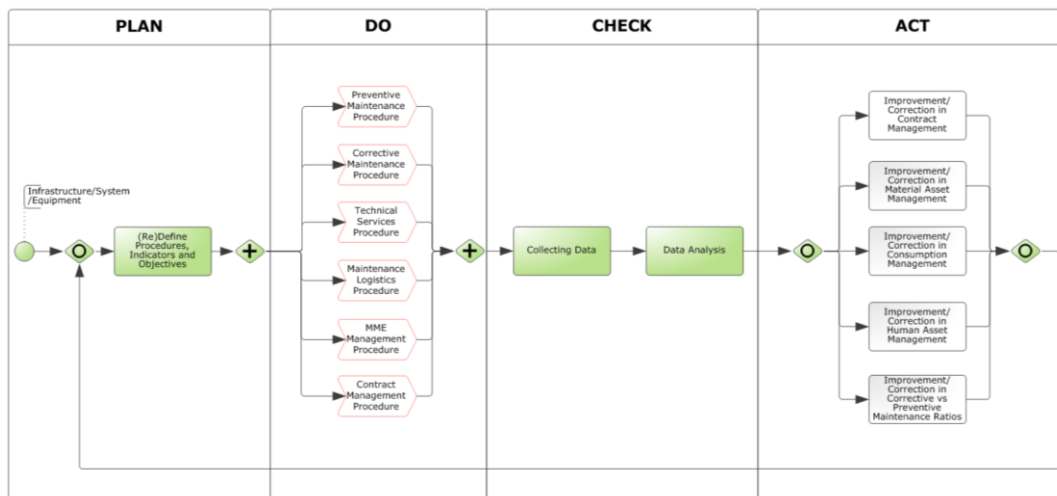 PLAN
DO
CHECK
ACT
Infrastructure/System
/Equipment
(Re)Define
Procedures,
Indicators and
Objectives
Preventive
Maintenance
Procedure
Corrective
Maintenance
Procedure
Technical
Services
Procedure
Maintenance
Logistics
Procedure
MME
Management
Procedure
Contract
Management
Procedure
Collecting Data
Data Analysis
Improvement/
Correction in
Contract
Management
Improvement/
Correction in
Material Asset
Management
Improvement/
Correction in
Consumption
Management
Improvement/
Correction in
Human Asset
Management
Improvement/
Correction in
Corrective vs
Preventive
Maintenance Ratios